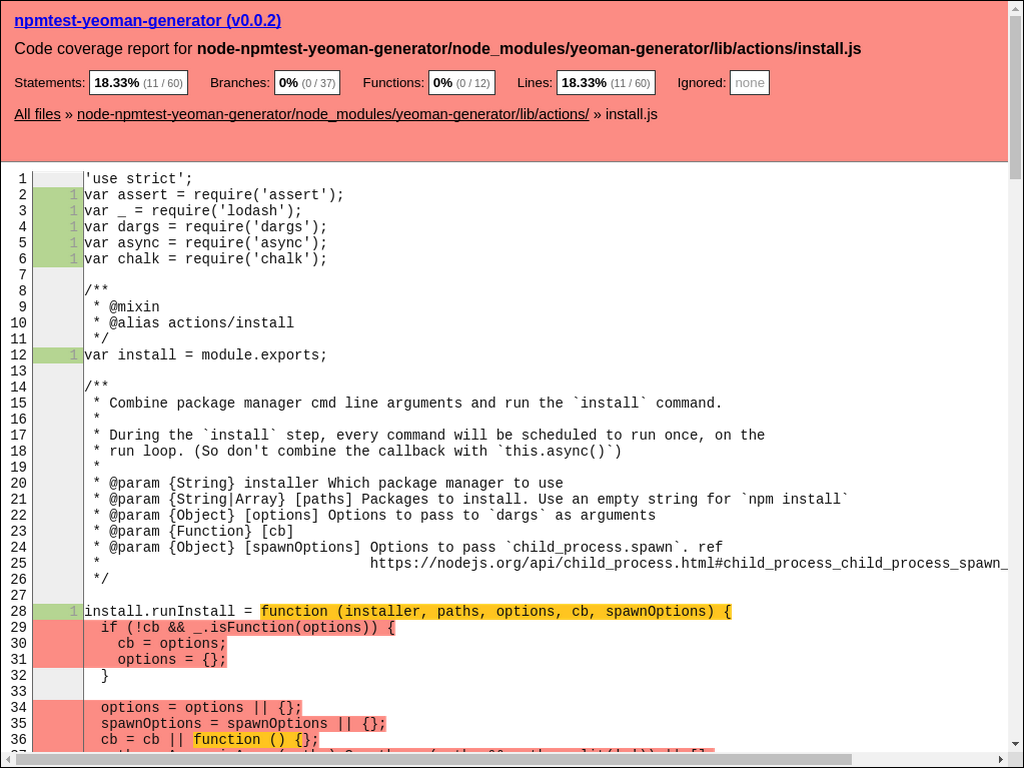 npmtest-yeoman-generator (v0.0.2)
Code coverage report for node-npmtest-yeoman-generator/node_modules/yeoman-generator/lib/actions/install.js
Statements: 18.33% (11 / 60) Branches: 0% (0 / 37) Functions: 0% (0 / 12) Lines: 18.33% (11 / 60) Ignored: none
All files » node-npmtest-yeoman-generator/node_modules/yeoman-generator/lib/actions/ » install.js
1 'use strict';
2 1 var assert = require('assert');
3 1 var _ = require('lodash');
4 1 var dargs = require('dargs');
5 1 var async = require('async');
6 1 var chalk = require('chalk');
7
8 /**
9  * @mixin
10  * @alias actions/install
11  */
12 1 var install = module.exports;
13
14 /**
15  * Combine package manager cmd line arguments and run the `install` command.
16  *
17  * During the `install` step, every command will be scheduled to run once, on the
18  * run loop. (So don't combine the callback with `this.async()`)
19  *
20  * @param {String} installer Which package manager to use
21  * @param {String|Array} [paths] Packages to install. Use an empty string for `npm install`
22  * @param {Object} [options] Options to pass to `dargs` as arguments
23  * @param {Function} [cb]
24  * @param {Object} [spawnOptions] Options to pass `child_process.spawn`. ref
25  *                                https://nodejs.org/api/child_process.html#child_process_child_process_spawn_
26  */
27
28 1 install.runInstall = function (installer, paths, options, cb, spawnOptions) {
29   if (!cb && _.isFunction(options)) {
30     cb = options;
31     options = {};
32   }
33
34   options = options || {};
35   spawnOptions = spawnOptions || {};
36   cb = cb || function () {};